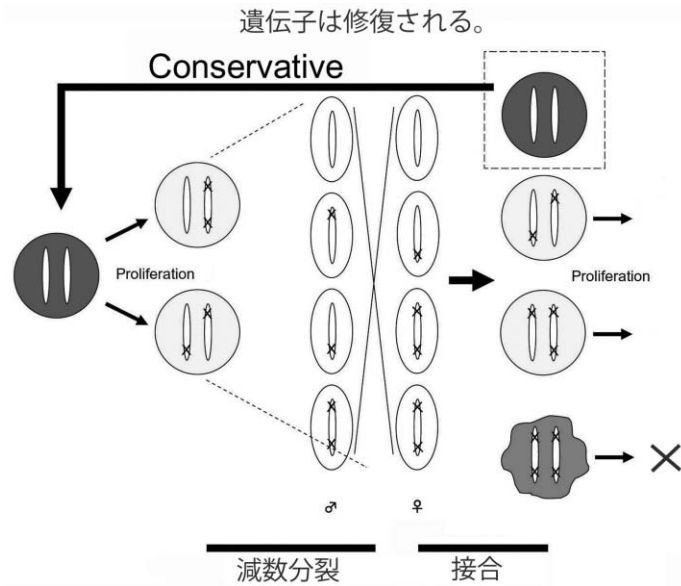 遺伝子は修復される。
Conservative
Proliferation
Proliferation
♂
♀
減数分裂
接合